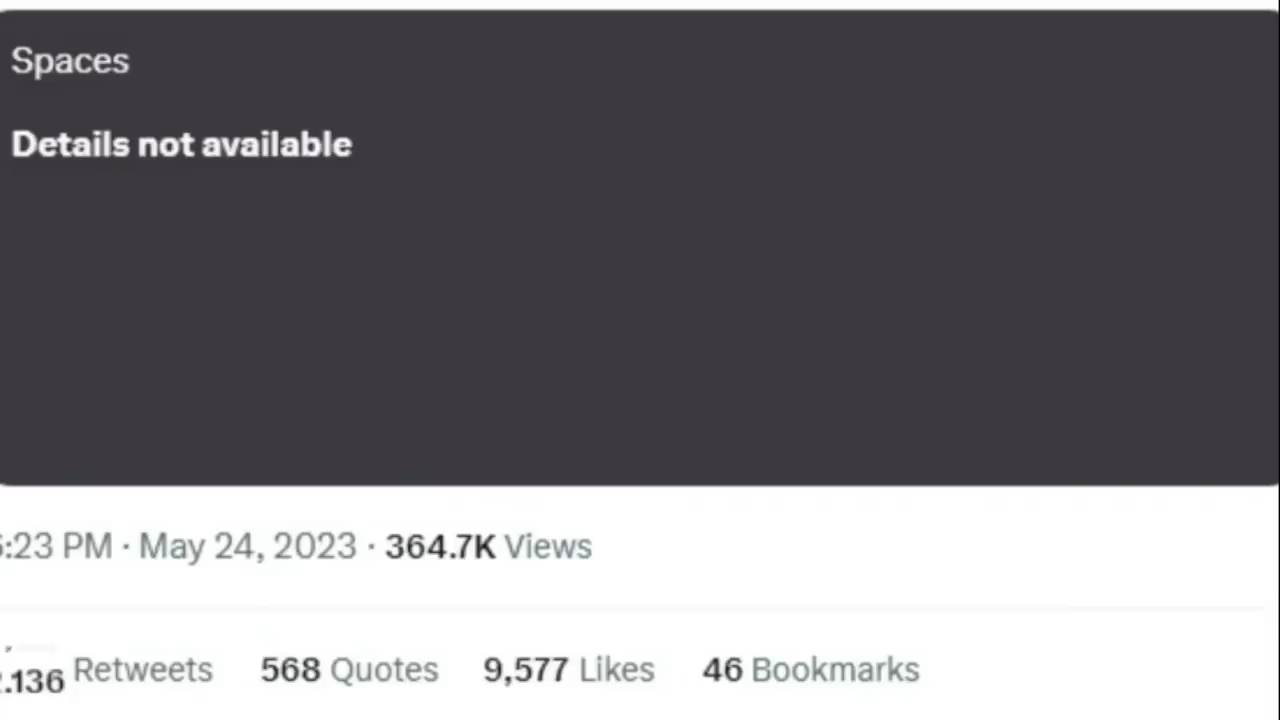 Spaces
Details not available
:23 PM · May 24, 2023 · 364.7K Views
.136 Retweets 568 Quotes 9,577 Likes 46 Bookmarks